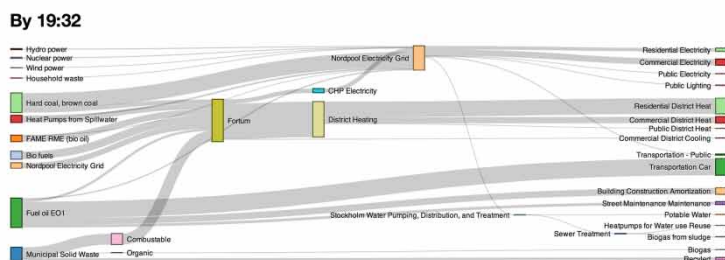 By 19:32
Hydro power
Nuclear power
Wind power
Household waste
Hard coal, brown coal
Heat Pumps from Spillwater
FAME RME (bio oil)
Bio fuels
Nordpool Electricity Grid
Fuel oil EO1
Municipal Solid Waste
Combustable
Organic
Fortum
CHP Electricity
District Heating
Nordpool Electricity Grid
Stockholm Water Pumping, Distribution, and Treatment
Sewer Treatment
Residential Electricity
Commercial Electricity
Public Electricity
Public Lighting
Residential District Heat
Commercial District Heat
Public District Heat
Commercial District Cooling
Transportation - Public
Transportation Car
Building Construction Amortization
Street Maintenance Maintenance
Potable Water
Heatpumps for Water use Reuse
Biogas from sludge
Biogas
Recyled